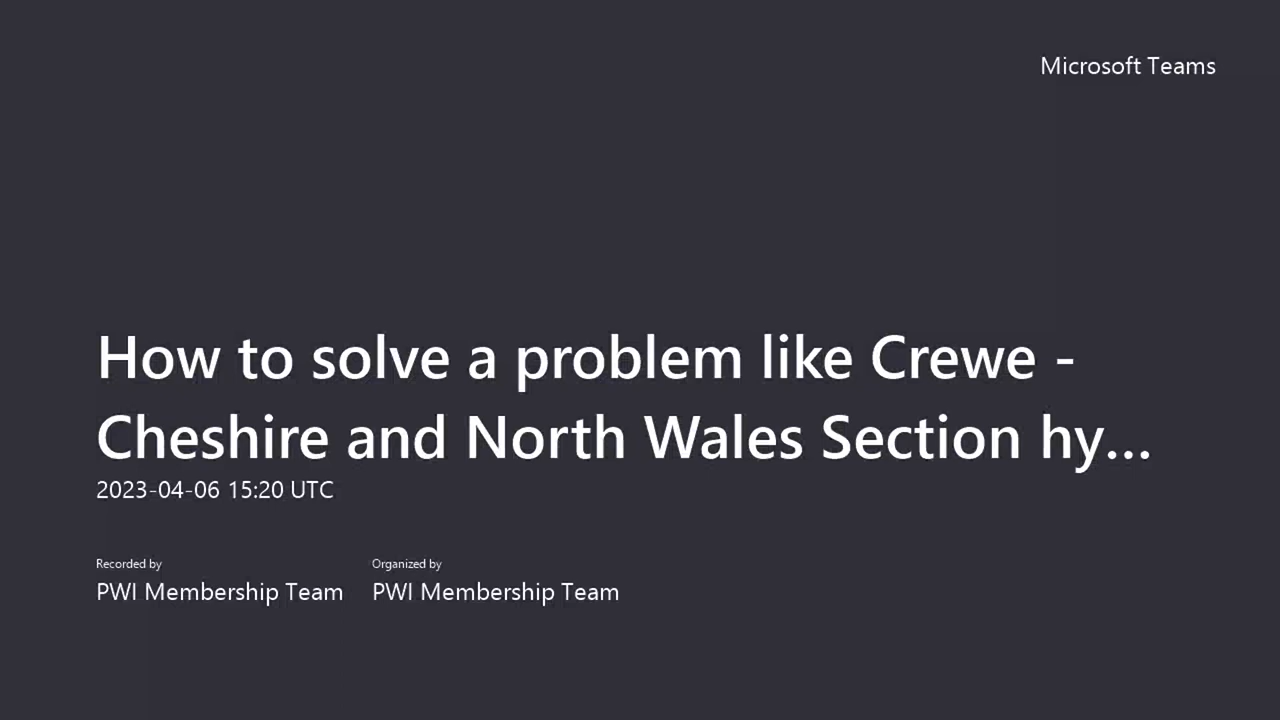 Microsoft Teams
How to solve a problem like Crewe -
Cheshire and North Wales Section hy...
2023-04-06 15:20 UTC
Recorded by Organized by
PWI Membership Team PWI Membership Team